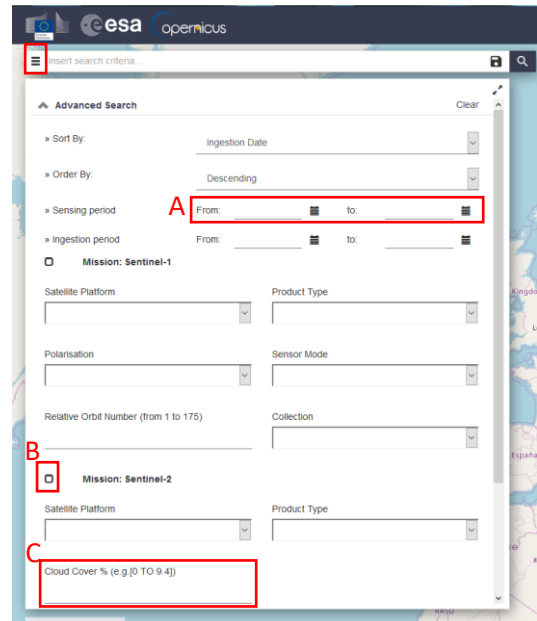 esa opernicus
Insert search criteria...
Advanced Search Clear
» Sort By: Ingestion Date
» Order By: Descending
A
» Sensing period From: to:
» Ingestion period From: to:
Mission: Sentinel-1
Satellite Platform Product Type
Kingdo
Polarisation Sensor Mode
Relative Orbit Number (from 1 to 175) Collection
B
España
Mission: Sentinel-2
Satellite Platform Product Type
C
Cloud Cover % (e.g.[0 TO 9.4])